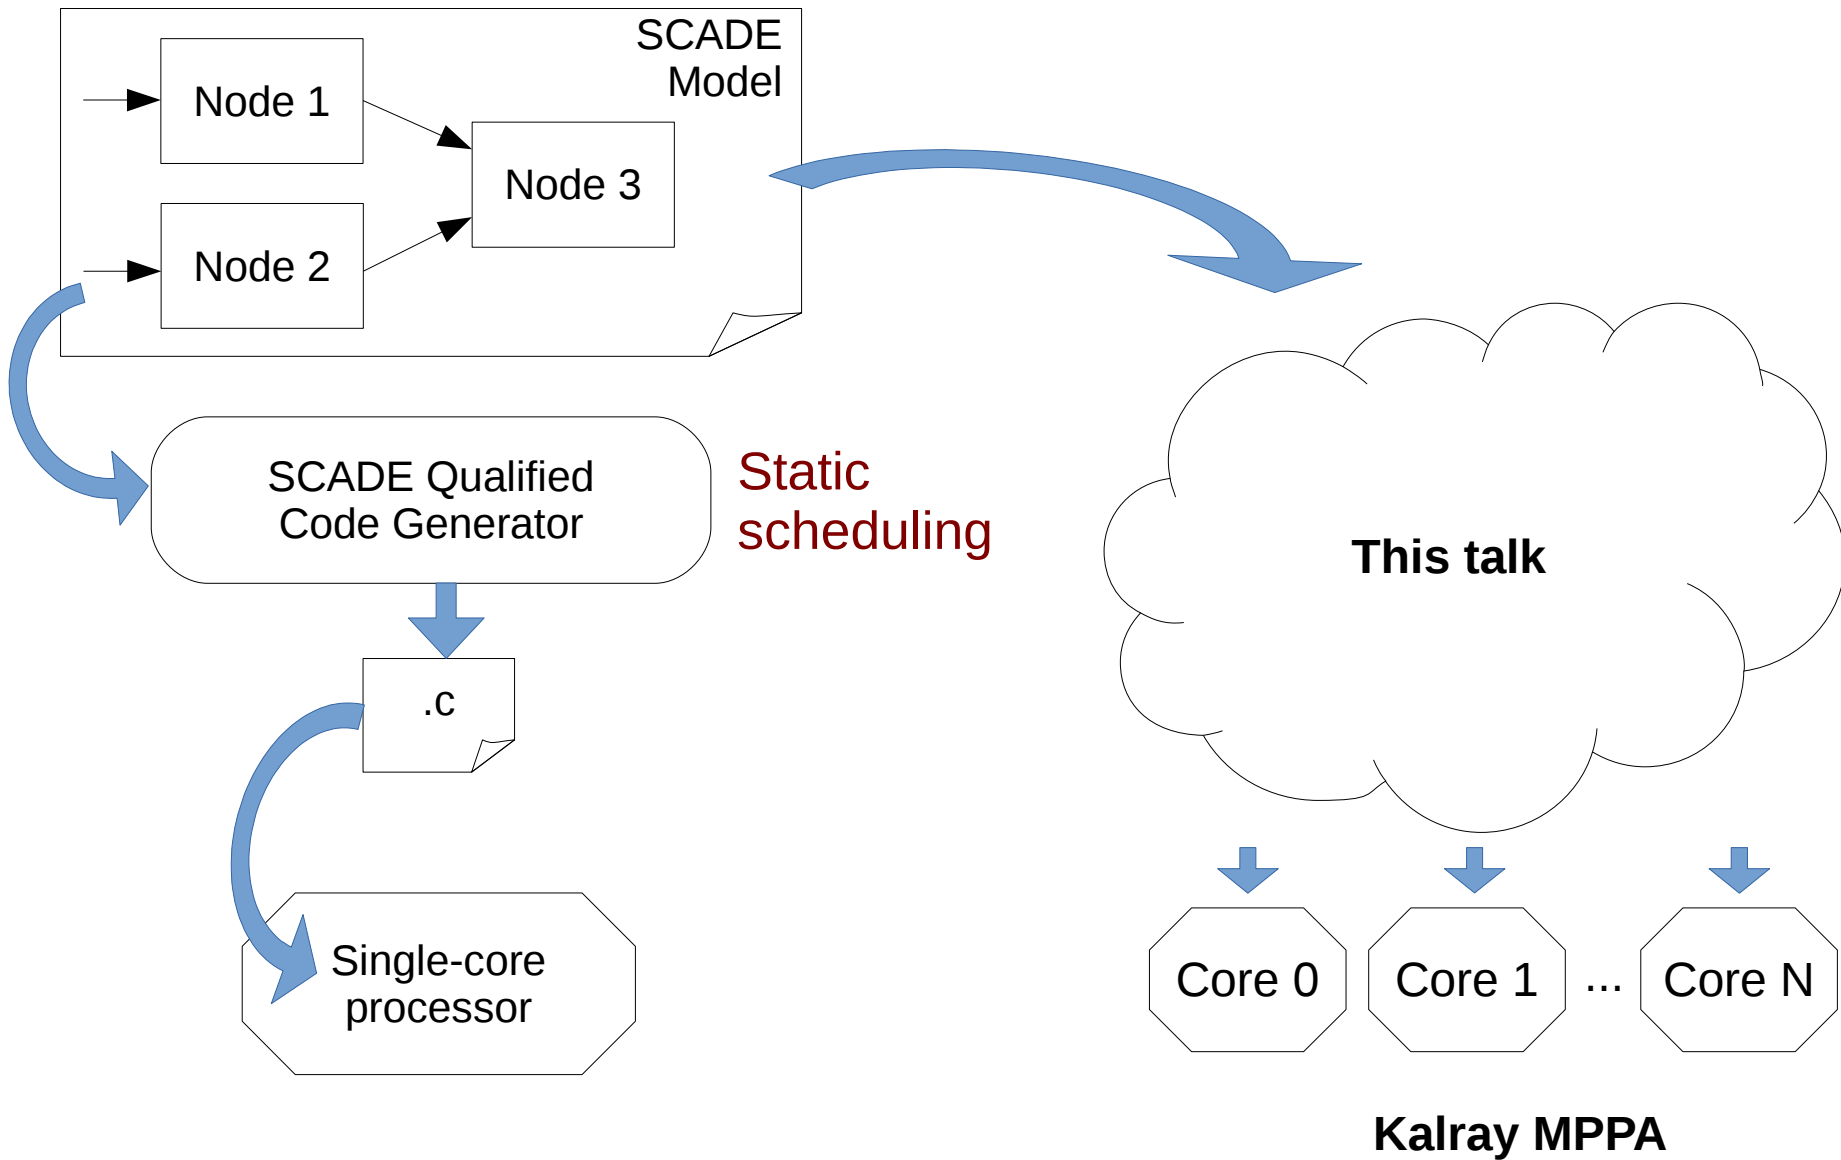 SCADE
Model
Node 1
Node 3
Node 2
SCADE Qualified
Code Generator
Static
scheduling
This talk
.c
Single-core
processor
Core 0
Core 1
...
Core N
Kalray MPPA